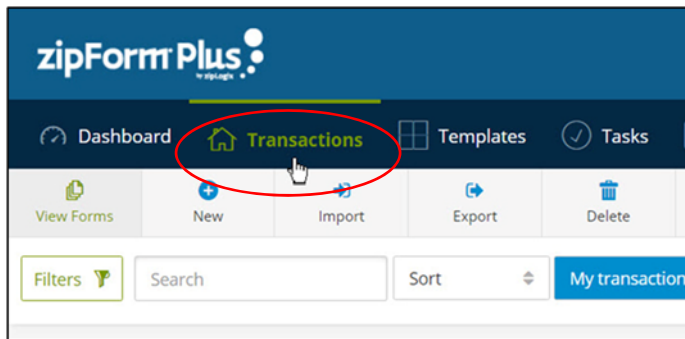 zipForm Plus
by zipLogix
Dashboard Transactions Templates Tasks
View Forms New Import Export Delete
Filters Search Sort My transaction